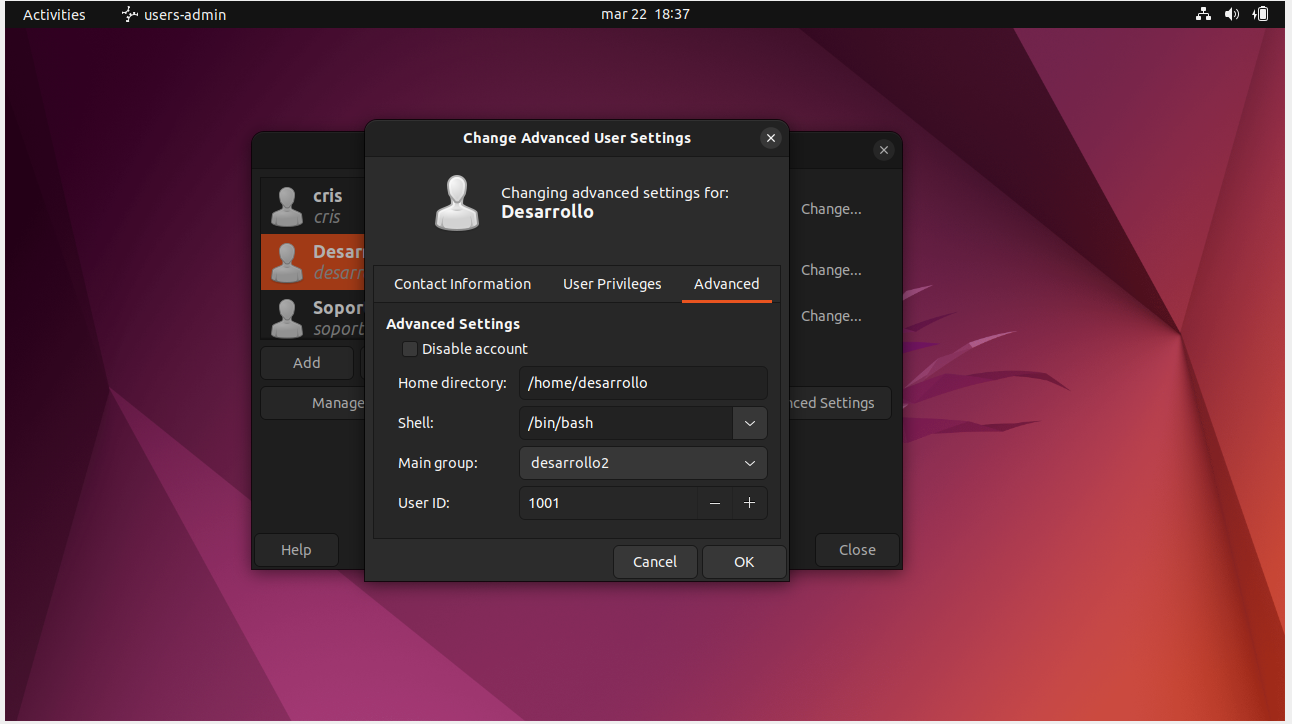 Activities
users-admin
mar 22 18:37
Change Advanced User Settings
Changing advanced settings for:
Desarrollo
cris
cris
Change...
Desarr
desarr
Change...
Sopor
soport
Change...
Contact Information
User Privileges
Advanced
Advanced Settings
Disable account
Home directory:
/home/desarrollo
Shell:
/bin/bash
Main group:
desarrollo2
User ID:
1001
Add
Manage
nced Settings
Cancel
OK
Help
Close